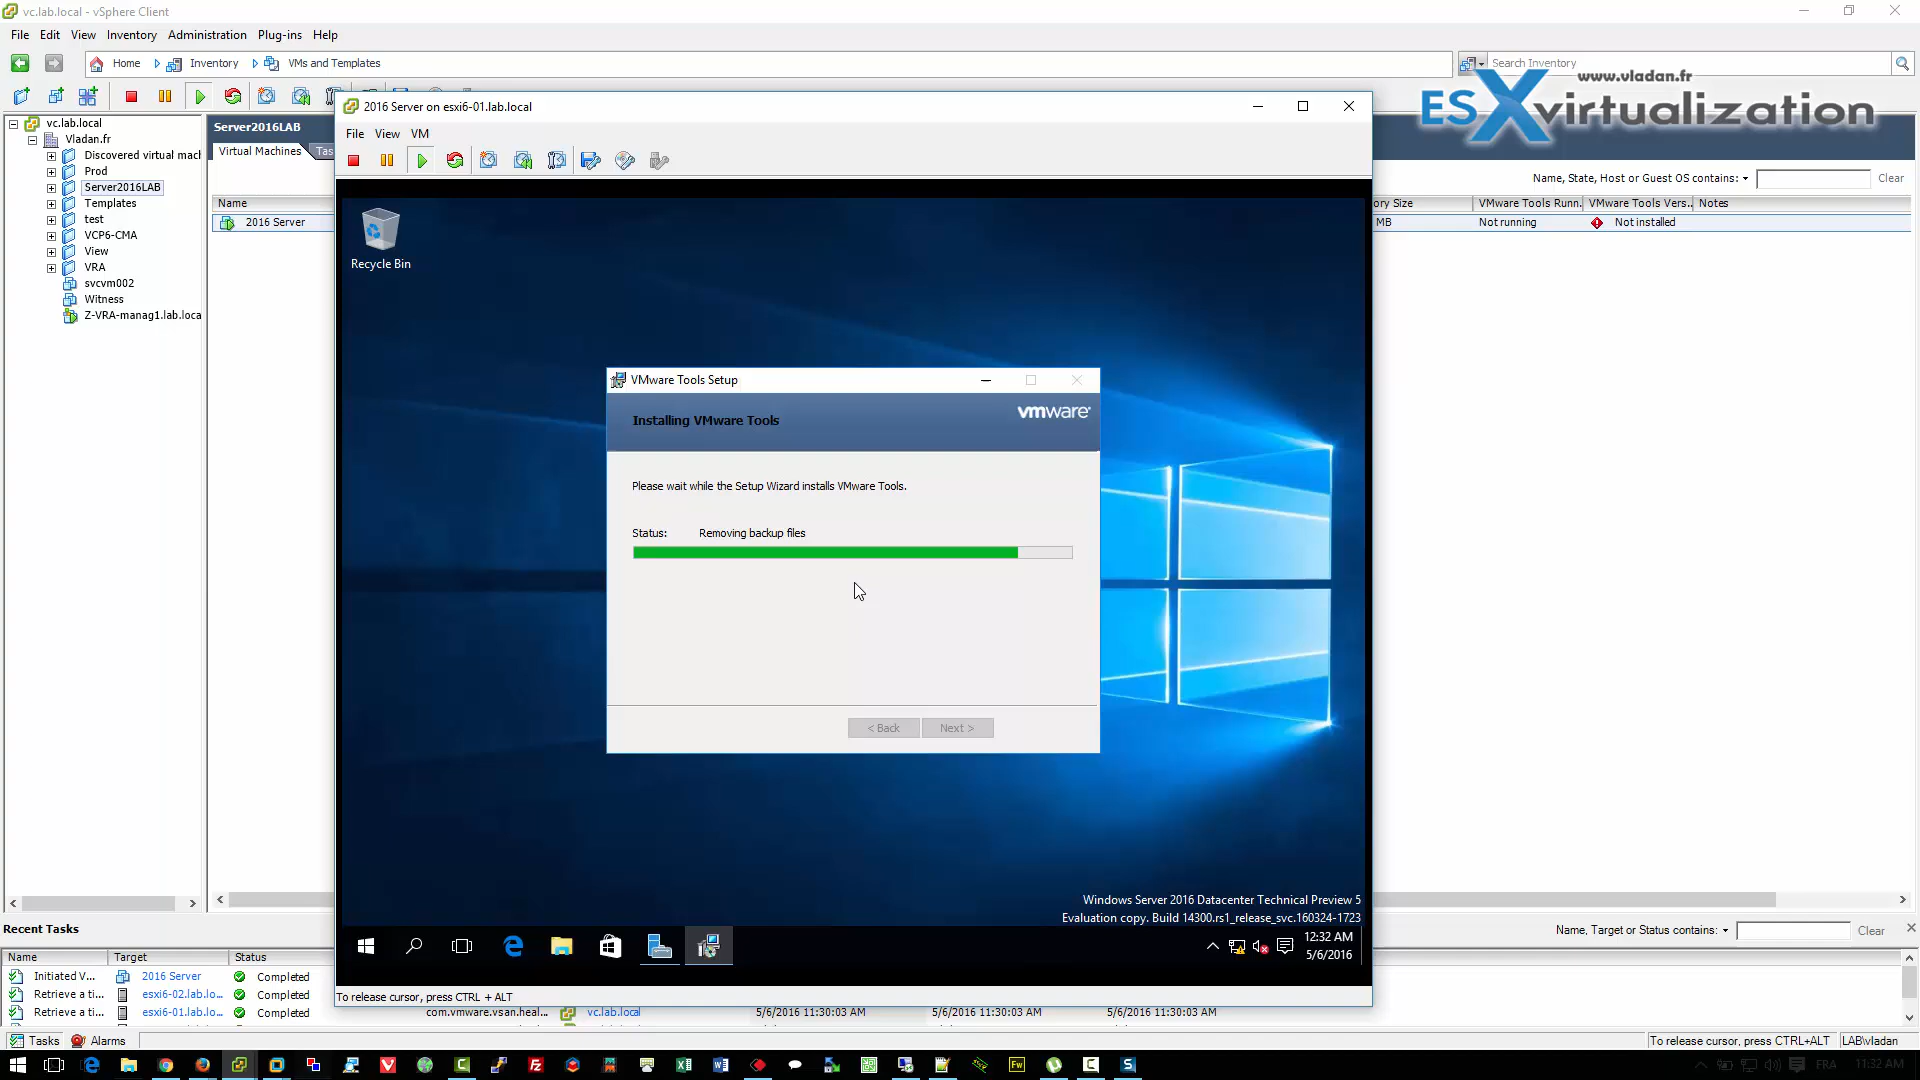 vc.lab.local - vSphere Client
File Edit View Inventory Administration Plug-ins Help
Home Inventory VMs and Templates
Search Inventory
www.vladan.fr
ESXvirtualization
vc.lab.local
Vladan.fr
Discovered virtual mach
Prod
Server2016LAB
Templates
test
VCP6-CMA
View
VRA
svcvm002
Witness
Z-VRA-manag1.lab.loca
Server2016LAB
Virtual Machines Tas
Name
2016 Server
Name, State, Host or Guest OS contains: Clear
ory Size VMware Tools Runn... VMware Tools Vers... Notes
MB Not running Not installed
2016 Server on esxi6-01.lab.local
File View VM
Recycle Bin
VMware Tools Setup
Installing VMware Tools
vmware
Please wait while the Setup Wizard installs VMware Tools.
Status: Removing backup files
< Back Next >
Windows Server 2016 Datacenter Technical Preview 5
Evaluation copy. Build 14300.rs1_release_svc.160324-1723
12:32 AM
5/6/2016
To release cursor, press CTRL + ALT
Recent Tasks
Name, Target or Status contains: Clear
Name Target Status
Initiated V... 2016 Server Completed
Retrieve a ti... esxi6-02.lab.lo... Completed
Retrieve a ti... esxi6-01.lab.lo... Completed com.vmware.vsan.heal... vc.lab.local 5/6/2016 11:30:03 AM 5/6/2016 11:30:03 AM 5/6/2016 11:30:03 AM
Tasks Alarms
To release cursor, press CTRL+ALT LAB\vladan
FRA 11:32 AM